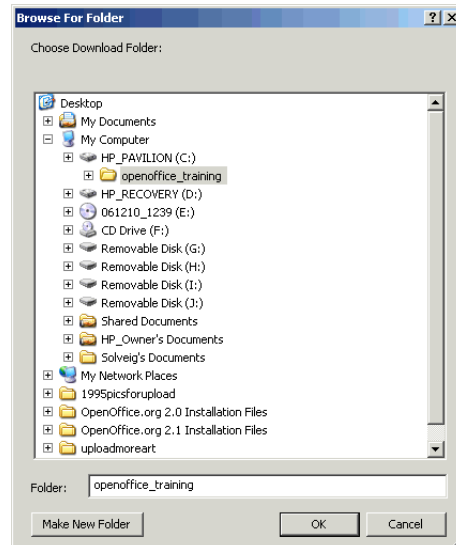 Browse For Folder
Choose Download Folder:
Desktop
My Documents
My Computer
HP_PAVILION (C:)
openoffice_training
HP_RECOVERY (D:)
061210_1239 (E:)
CD Drive (F:)
Removable Disk (G:)
Removable Disk (H:)
Removable Disk (I:)
Removable Disk (J:)
Shared Documents
HP_Owner's Documents
Solveig's Documents
My Network Places
1995picsforupload
OpenOffice.org 2.0 Installation Files
OpenOffice.org 2.1 Installation Files
uploadmoreart
Folder: openoffice_training
Make New Folder OK Cancel